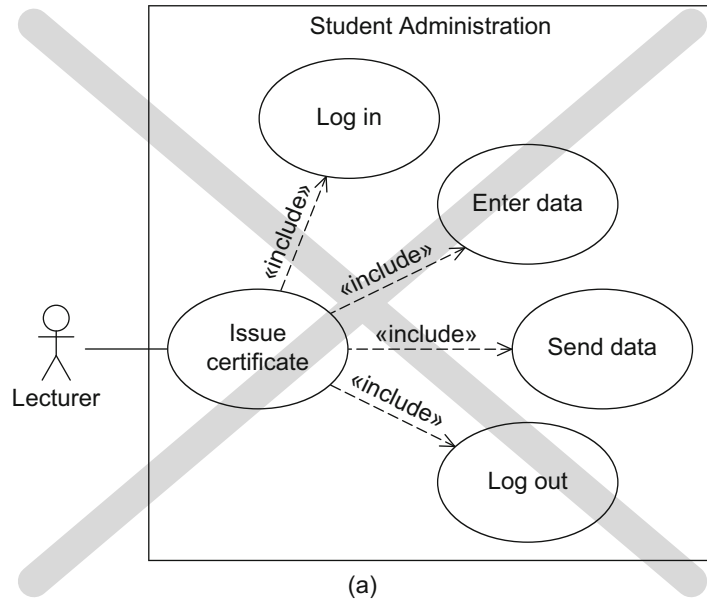 Student Administration
Log in
«include»
Enter data
«include»
Issue
certificate
«include»
Send data
Lecturer
«include»
Log out
(a)